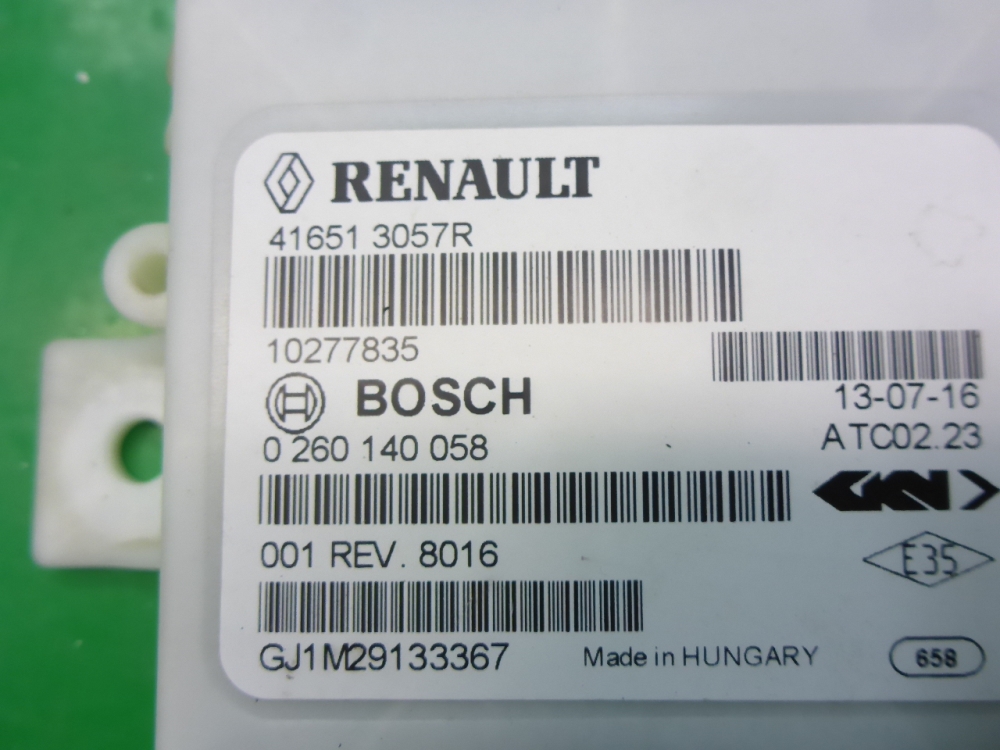 RENAULT
41651 3057R
10277835
BOSCH
13-07-16
0 260 140 058
ATC02.23
GKN
001 REV. 8016
E35
GJ1M29133367
Made in HUNGARY
658